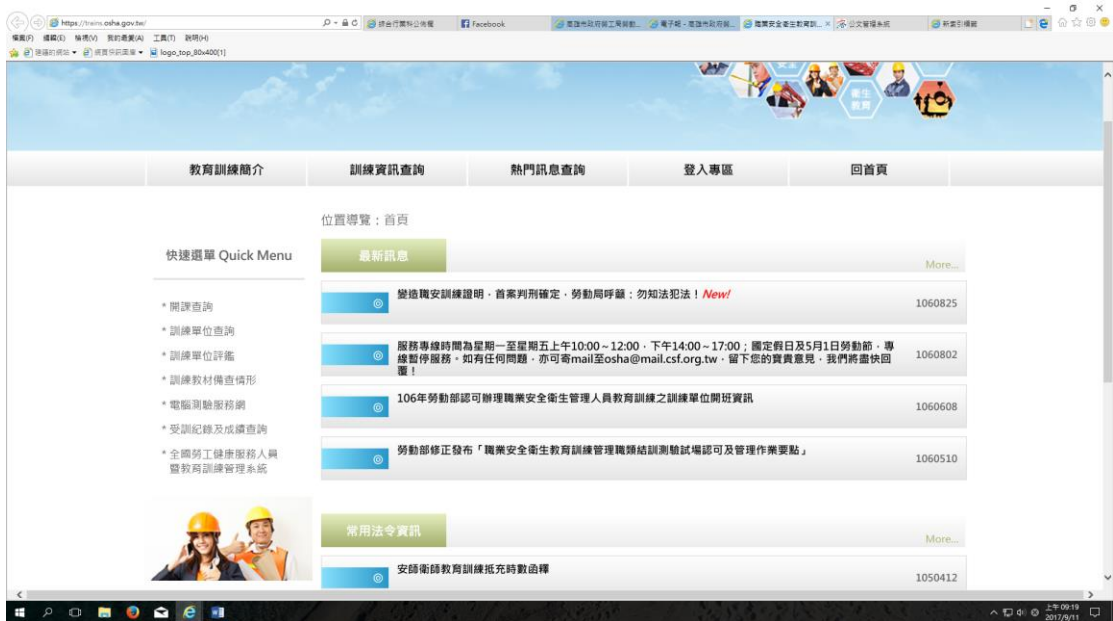 https://trains.osha.gov.tw/
Facebook
檔案(F) 編輯(E) 檢視(V) 我的最愛(A) 工具(T) 說明(H)
建議的網站 網頁快訊圖庫 logo_top_80x400[1]
衛生
教育
教育訓練簡介 訓練資訊查詢 熱門訊息查詢 登入專區 回首頁
位置導覽：首頁
快速選單 Quick Menu
* 開課查詢
* 訓練單位查詢
* 訓練單位評鑑
* 訓練教材備查情形
* 電腦測驗服務網
* 受訓紀錄及成績查詢
* 全國勞工健康服務人員
暨教育訓練管理系統
最新訊息
More...
變造職安訓練證明，首案判刑確定，勞動局呼籲：勿知法犯法！New!
1060825
服務專線時間為星期一至星期五上午10:00～12:00，下午14:00～17:00；國定假日及5月1日勞動節，專
線暫停服務。如有任何問題，亦可寄mail至osha@mail.csf.org.tw，留下您的寶貴意見，我們將盡快回
覆！
1060802
106年勞動部認可辦理職業安全衛生管理人員教育訓練之訓練單位開班資訊
1060608
勞動部修正發布「職業安全衛生教育訓練管理職類結訓測驗試場認可及管理作業要點」
1060510
常用法令資訊
More...
安師衛師教育訓練抵充時數函釋
1050412
上午 09:19
2017/9/11